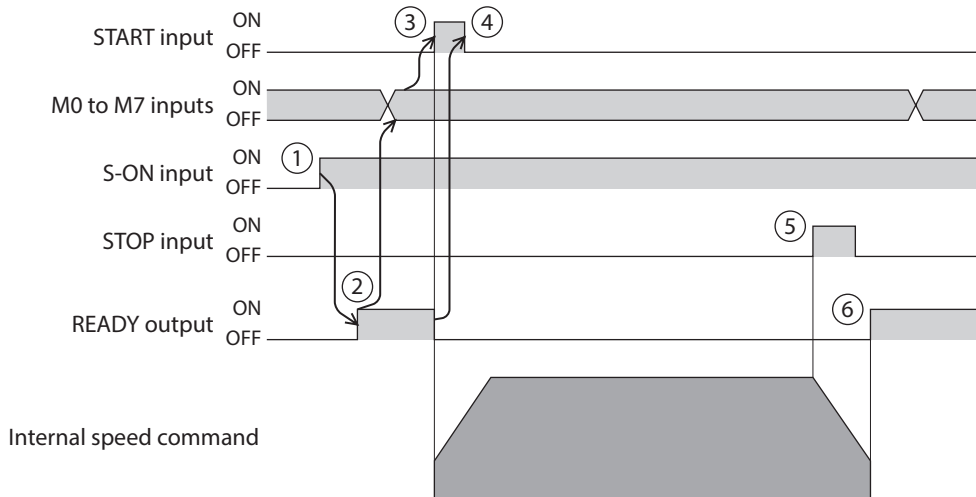 START input
ON
OFF
③
④
M0 to M7 inputs
ON
OFF
S-ON input
ON
OFF
①
STOP input
ON
OFF
⑤
READY output
ON
OFF
②
⑥
Internal speed command